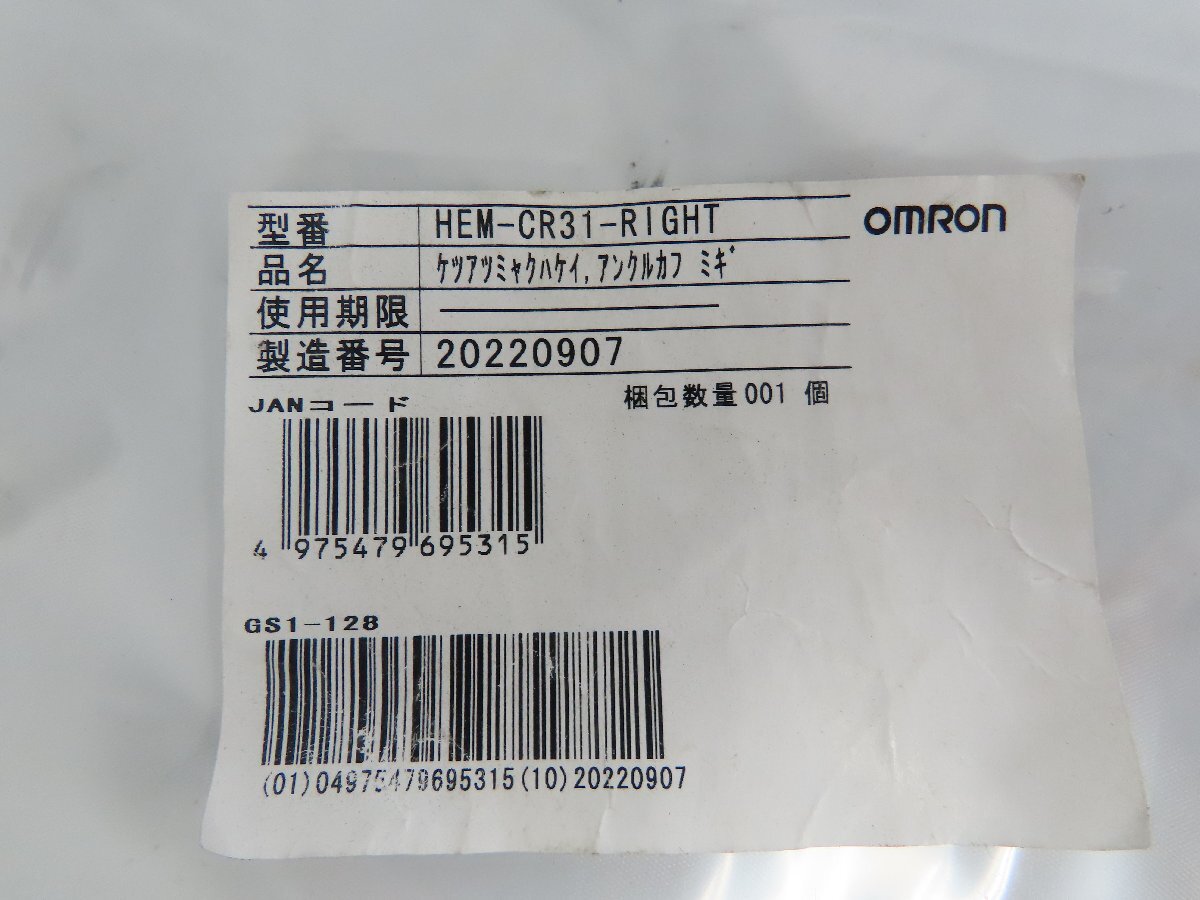 型番 HEM-CR31-RIGHT
OMRON
品名 ｹﾂｱﾂﾐｬｸﾊｹｲ,ｱﾝｸﾙｶﾌ ﾐｷﾞ
使用期限 ――――――
製造番号 20220907
JANコード 梱包数量001 個
4 975479 695315
GS1-128
(01)04975479695315(10)20220907